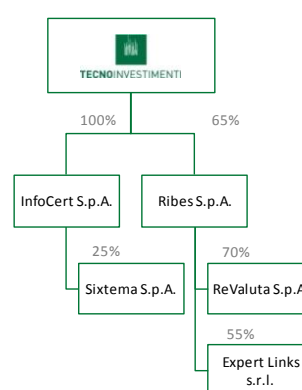 TECNOINVESTIMENTI
100%
65%
InfoCert S.p.A.
Ribes S.p.A.
25%
70%
Sixtema S.p.A.
ReValuta S.p.A
55%
Expert Links
s.r.l.